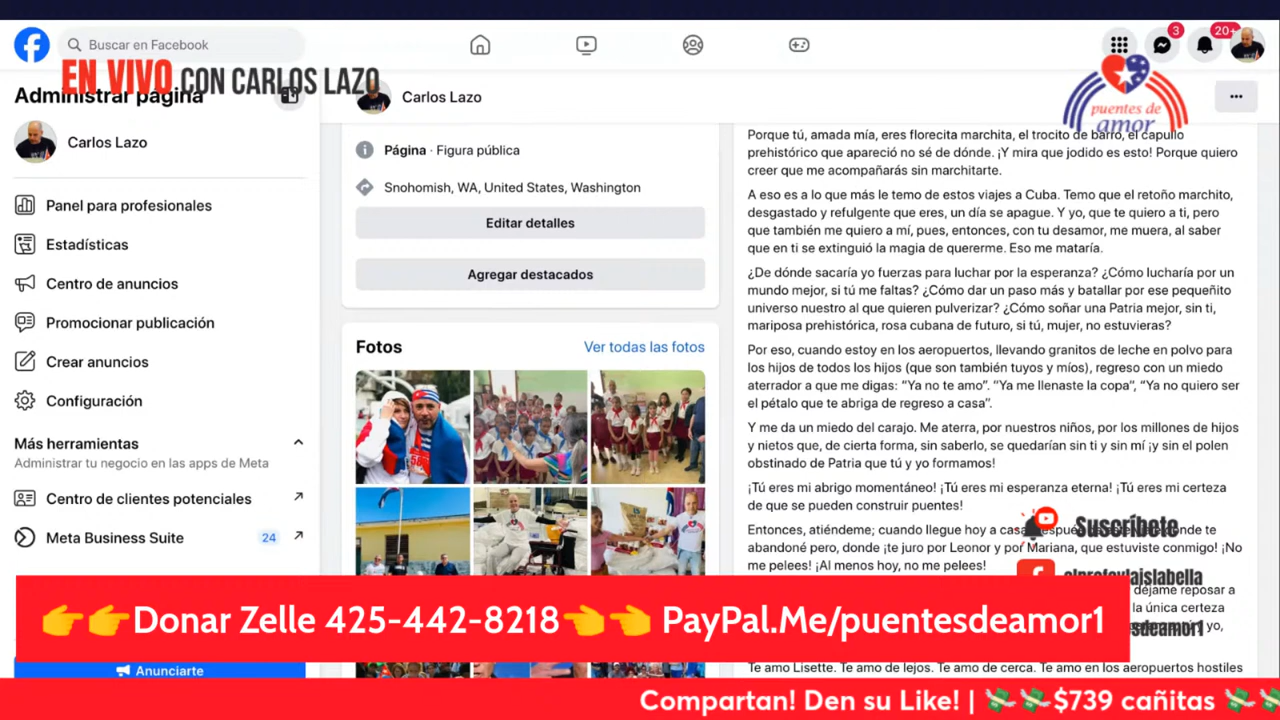 Buscar en Facebook
3
20+
EN VIVO CON CARLOS LAZO
Administrar página
Carlos Lazo
Panel para profesionales
Estadísticas
Centro de anuncios
Promocionar publicación
Crear anuncios
Configuración
Más herramientas
Administrar tu negocio en las apps de Meta
Centro de clientes potenciales
Meta Business Suite
24
Anunciarte
Carlos Lazo
Página · Figura pública
Snohomish, WA, United States, Washington
Editar detalles
Agregar destacados
Fotos
Ver todas las fotos
puentes de
amor
Porque tú, amada mía, eres florecita marchita, el trocito de barro, el capullo
prehistórico que apareció no sé de dónde. ¡Y mira que jodido es esto! Porque quiero
creer que me acompañarás sin marchitarte.
A eso es a lo que más le temo de estos viajes a Cuba. Temo que el retoño marchito,
desgastado y refulgente que eres, un día se apague. Y yo, que te quiero a ti, pero
que también me quiero a mí, pues, entonces, con tu desamor, me muera, al saber
que en ti se extinguió la magia de quererme. Eso me mataría.
¿De dónde sacaría yo fuerzas para luchar por la esperanza? ¿Cómo lucharía por un
mundo mejor, si tú me faltas? ¿Cómo dar un paso más y batallar por ese pequeñito
universo nuestro al que quieren pulverizar? ¿Cómo soñar una Patria mejor, sin ti,
mariposa prehistórica, rosa cubana de futuro, si tú, mujer, no estuvieras?
Por eso, cuando estoy en los aeropuertos, llevando granitos de leche en polvo para
los hijos de todos los hijos (que son también tuyos y míos), regreso con un miedo
aterrador a que me digas: “Ya no te amo”. “Ya me llenaste la copa”, “Ya no quiero ser
el pétalo que te abriga de regreso a casa”.
Y me da un miedo del carajo. Me aterra, por nuestros niños, por los millones de hijos
y nietos que, de cierta forma, sin saberlo, se quedarían sin ti y sin mí ¡y sin el polen
obstinado de Patria que tú y yo formamos!
¡Tú eres mi abrigo momentáneo! ¡Tú eres mi esperanza eterna! ¡Tú eres mi certeza
de que se pueden construir puentes!
Entonces, atiéndeme; cuando llegue hoy a casa, donde te
abandoné pero, donde ¡te juro por Leonor y por Mariana, que estuviste conmigo! ¡No
me pelees! ¡Al menos hoy, no me pelees!
déjame reposar a
la única certeza
yo,
Te amo Lisette. Te amo de lejos. Te amo de cerca. Te amo en los aeropuertos hostiles
Suscríbete
elprofeylaislabella
sdeamor1
👉👉Donar Zelle 425-442-8218👈👈 PayPal.Me/puentesdeamor1
Compartan! Den su Like! | 💸💸$739 cañitas 💸💸